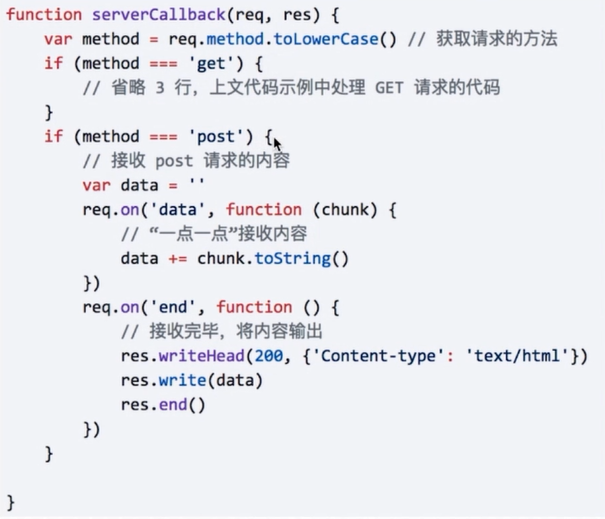 function serverCallback(req, res) {
    var method = req.method.toLowerCase() // 获取请求的方法
    if (method === 'get') {
        // 省略 3 行，上文代码示例中处理 GET 请求的代码
    }
    if (method === 'post') {
        // 接收 post 请求的内容
        var data = ''
        req.on('data', function (chunk) {
            // “一点一点”接收内容
            data += chunk.toString()
        })
        req.on('end', function () {
            // 接收完毕，将内容输出
            res.writeHead(200, {'Content-type': 'text/html'})
            res.write(data)
            res.end()
        })
    }
}